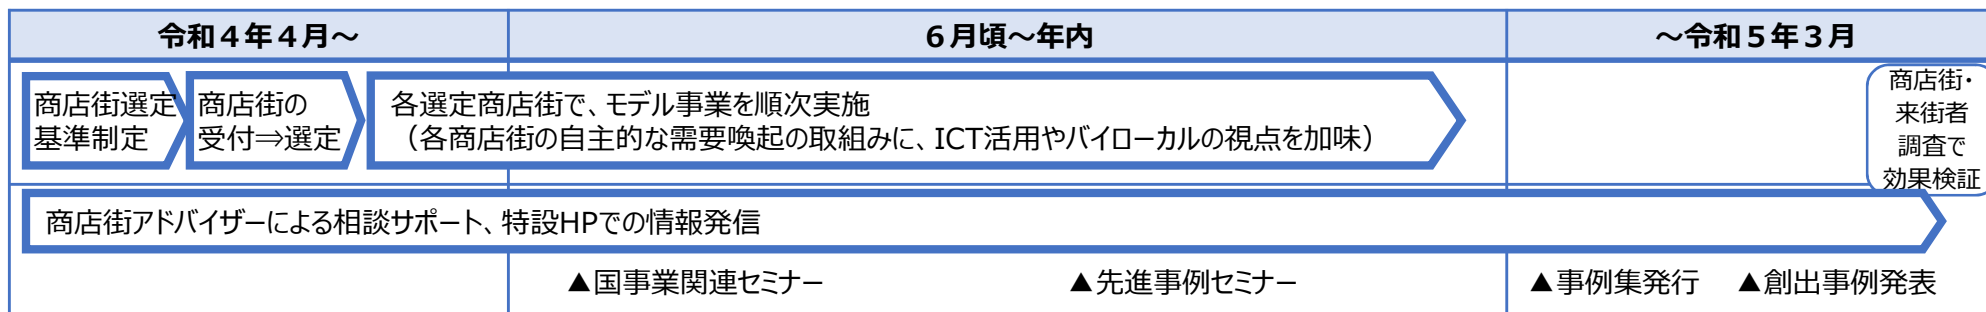 令和４年４月～
６月頃～年内
～令和５年３月
商店街選定
基準制定
商店街の
受付⇒選定
各選定商店街で、モデル事業を順次実施
（各商店街の自主的な需要喚起の取組みに、ICT活用やバイローカルの視点を加味）
商店街・
来街者
調査で
効果検証
商店街アドバイザーによる相談サポート、特設HPでの情報発信
▲国事業関連セミナー
▲先進事例セミナー
▲事例集発行
▲創出事例発表